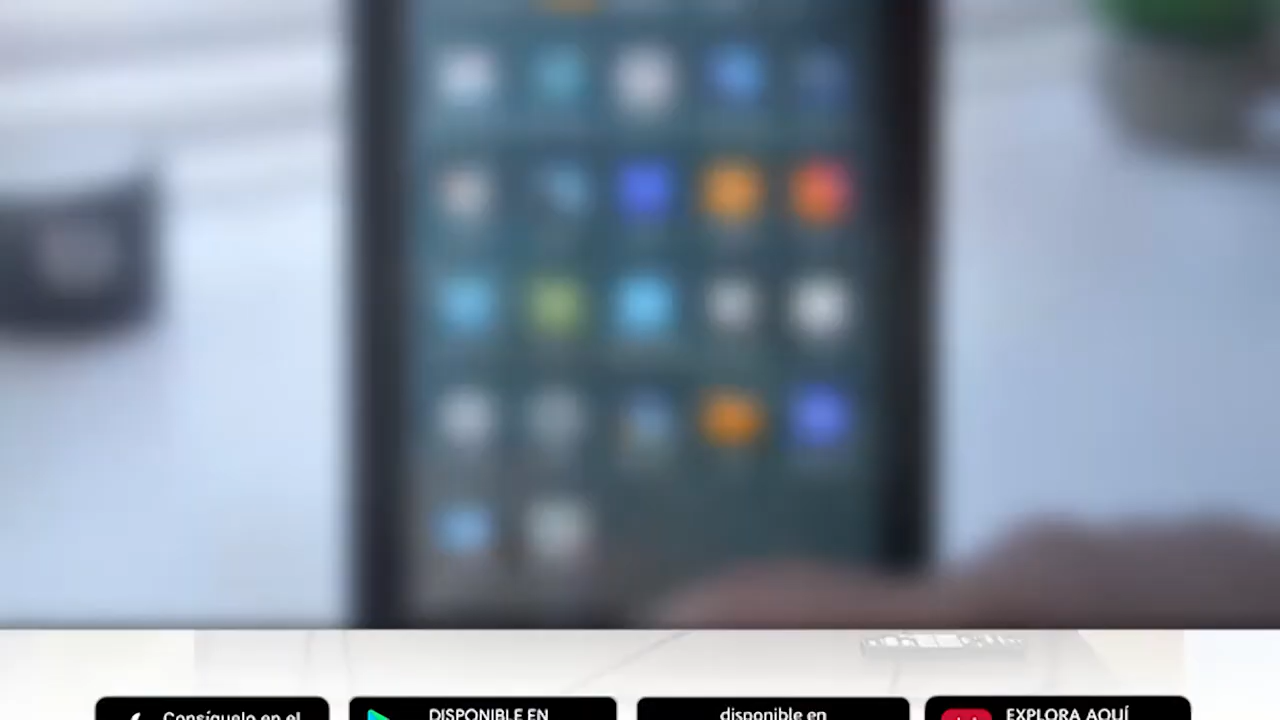 Consíguelo en el
DISPONIBLE EN
disponible en
EXPLORA AQUÍ